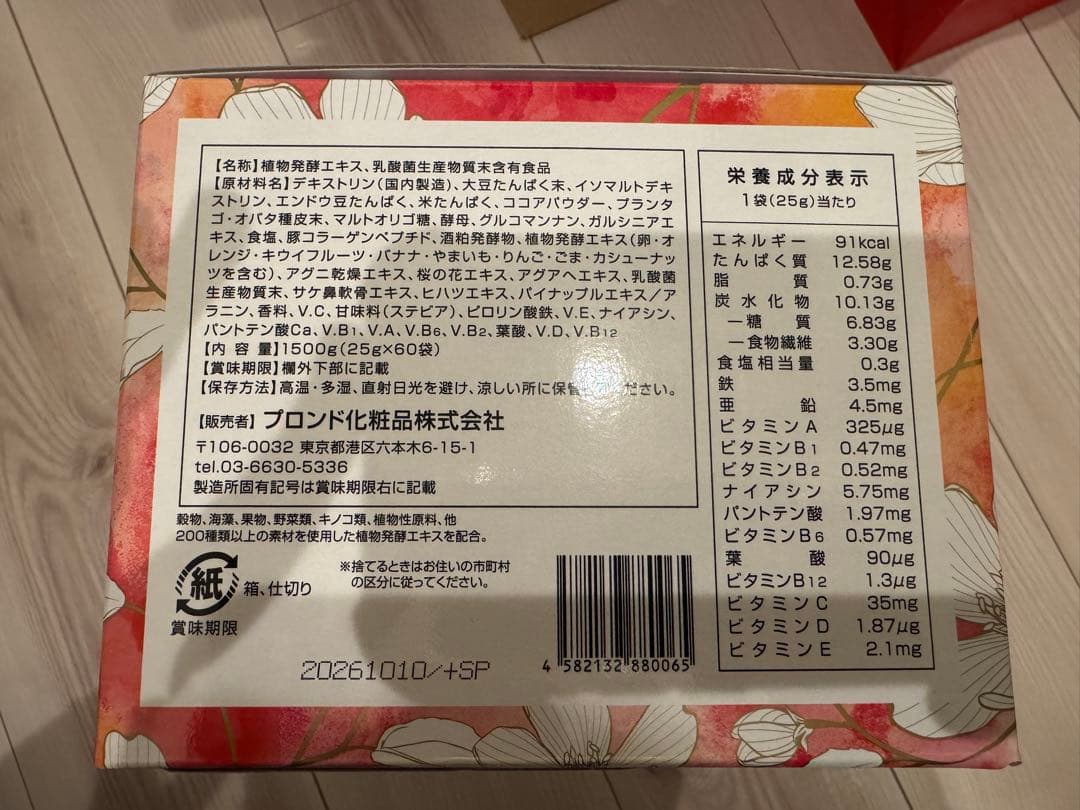 【名称】植物発酵エキス、乳酸菌生産物質末含有食品
【原材料名】デキストリン(国内製造)、大豆たんぱく末、イソマルトデキ
ストリン、エンドウ豆たんぱく、米たんぱく、ココアパウダー、プランタ
ゴ・オバタ種皮末、マルトオリゴ糖、酵母、グルコマンナン、ガルシニアエ
キス、食塩、豚コラーゲンペプチド、酒粕発酵物、植物発酵エキス(卵・オ
レンジ・キウイフルーツ・バナナ・やまいも・りんご・ごま・カシューナッ
ツを含む)、アグニ乾燥エキス、桜の花エキス、アグアヘエキス、乳酸菌
生産物質末、サケ鼻軟骨エキス、ヒハツエキス、パイナップルエキス/ア
ラニン、香料、V.C、甘味料(ステビア)、ピロリン酸鉄、V.E、ナイアシン、
パントテン酸Ca、V.B1、V.A、V.B6、V.B2、葉酸、V.D、V.B12
【内 容 量】1500g(25g×60袋)
【賞味期限】欄外下部に記載
【保存方法】高温・多湿、直射日光を避け、涼しい所に保管 ださい。
【販売者】プロンド化粧品株式会社
〒106-0032 東京都港区六本木6-15-1
tel.03-6630-5336
製造所固有記号は賞味期限右に記載
穀物、海藻、果物、野菜類、キノコ類、植物性原料、他
200種類以上の素材を使用した植物発酵エキスを配合。
紙 箱、仕切り
※捨てるときはお住いの市町村
の区分に従ってください。
賞味期限
20261010/+SP
4 582132 880065
栄養成分表示
1袋(25g)当たり
エネルギー 91kcal
たんぱく質 12.58g
脂 質 0.73g
炭水化物 10.13g
－糖 質 6.83g
－食物繊維 3.30g
食塩相当量 0.3g
鉄 3.5mg
亜 鉛 4.5mg
ビタミンA 325μg
ビタミンB1 0.47mg
ビタミンB2 0.52mg
ナイアシン 5.75mg
パントテン酸 1.97mg
ビタミンB6 0.57mg
葉 酸 90μg
ビタミンB12 1.3μg
ビタミンC 35mg
ビタミンD 1.87μg
ビタミンE 2.1mg